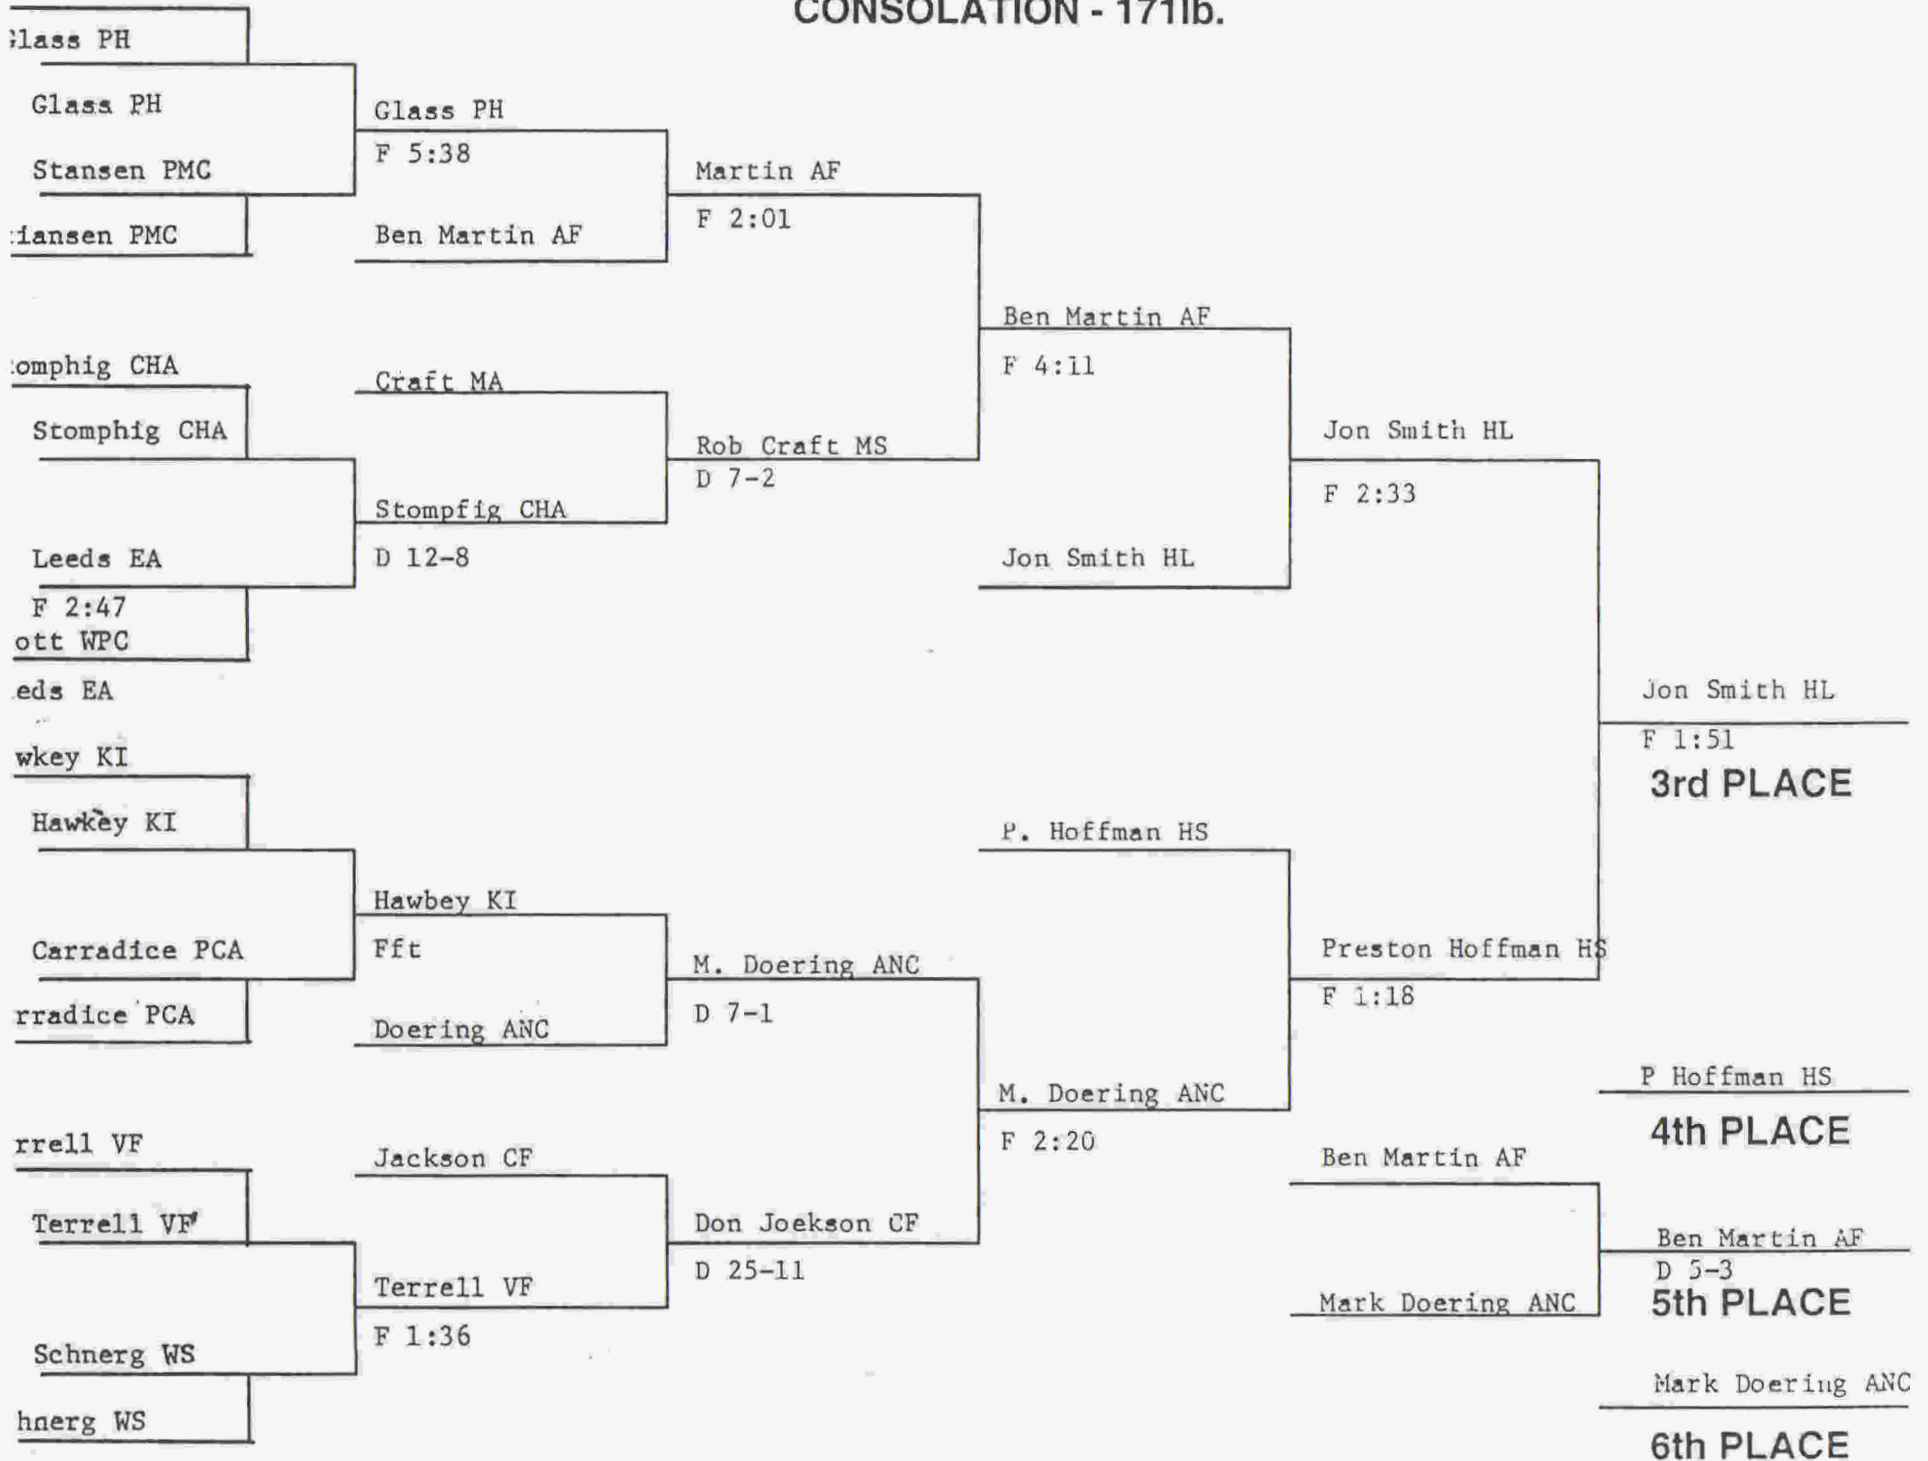 CONSOLATION - 171lb.
Glass PH
Glass PH
Stansen PMC
iansen PMC
Glass PH
F 5:38
Ben Martin AF
Martin AF
F 2:01
omphig CHA
Stomphig CHA
Leeds EA
F 2:47
ott WPC
eds EA
Craft MA
Stompfig CHA
D 12-8
Rob Craft MS
D 7-2
Ben Martin AF
F 4:11
Jon Smith HL
Jon Smith HL
F 2:33
wkey KI
Hawkey KI
Carradice PCA
rradice PCA
Hawbey KI
Fft
Doering ANC
M. Doering ANC
D 7-1
rrell VF
Terrell VF
Schnerg WS
hnerg WS
Jackson CF
Terrell VF
F 1:36
Don Joekson CF
D 25-11
P. Hoffman HS
M. Doering ANC
F 2:20
Preston Hoffman HS
F 1:18
Jon Smith HL
F 1:51
3rd PLACE
P Hoffman HS
4th PLACE
Ben Martin AF
Mark Doering ANC
Ben Martin AF
D 5-3
5th PLACE
Mark Doering ANC
6th PLACE